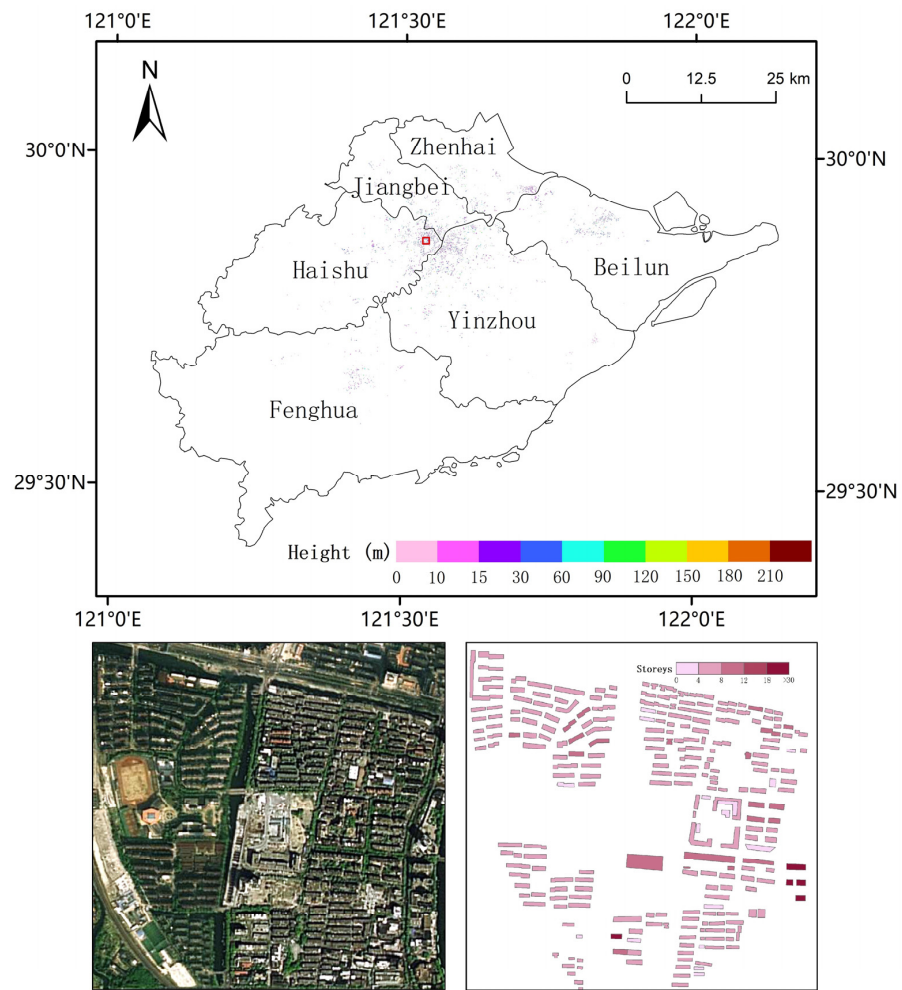 121°0'E 121°30'E 122°0'E
N
0 12.5 25 km
30°0'N
30°0'N
Zhenhai
Jiangbei
Haishu
Beilun
Yinzhou
Fenghua
29°30'N
29°30'N
Height (m)
0 10 15 30 60 90 120 150 180 210
121°0'E 121°30'E 122°0'E
Storeys
0 4 8 12 18